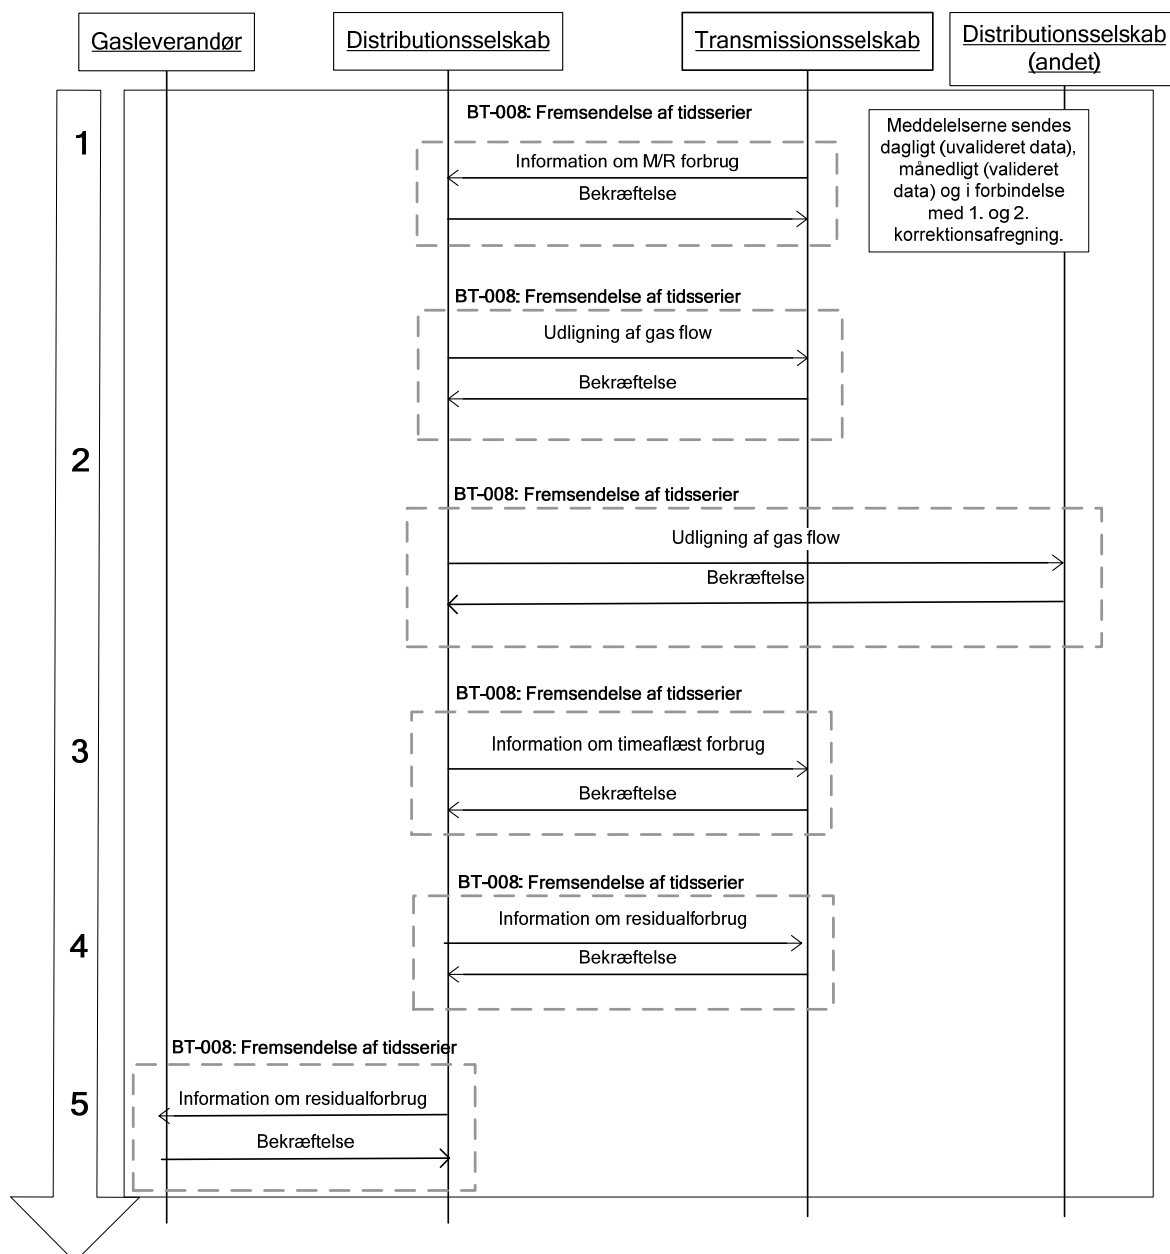 Gasleverandør
Distributionsselskab
Transmissionsselskab
Distributionsselskab
(andet)
1
BT-008: Fremsendelse af tidsserier
Information om M/R forbrug
Bekræftelse
Meddelelserne sendes
dagligt (uvalideret data),
månedligt (valideret
data) og i forbindelse
med 1. og 2.
korrektionsafregning.
BT-008: Fremsendelse af tidsserier
Udligning af gas flow
Bekræftelse
2
BT-008: Fremsendelse af tidsserier
Udligning af gas flow
Bekræftelse
BT-008: Fremsendelse af tidsserier
3
Information om timeaflæst forbrug
Bekræftelse
BT-008: Fremsendelse af tidsserier
Information om residualforbrug
4
Bekræftelse
BT-008: Fremsendelse af tidsserier
5
Information om residualforbrug
Bekræftelse